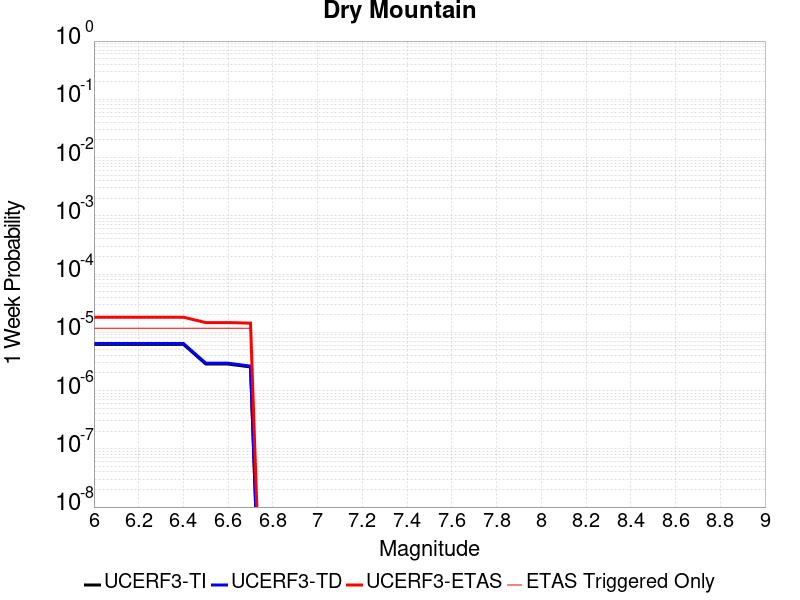 Dry Mountain
1 Week Probability
10^0
10^-1
10^-2
10^-3
10^-4
10^-5
10^-6
10^-7
10^-8
6 6.2 6.4 6.6 6.8 7 7.2 7.4 7.6 7.8 8 8.2 8.4 8.6 8.8 9
Magnitude
UCERF3-TI UCERF3-TD UCERF3-ETAS ETAS Triggered Only